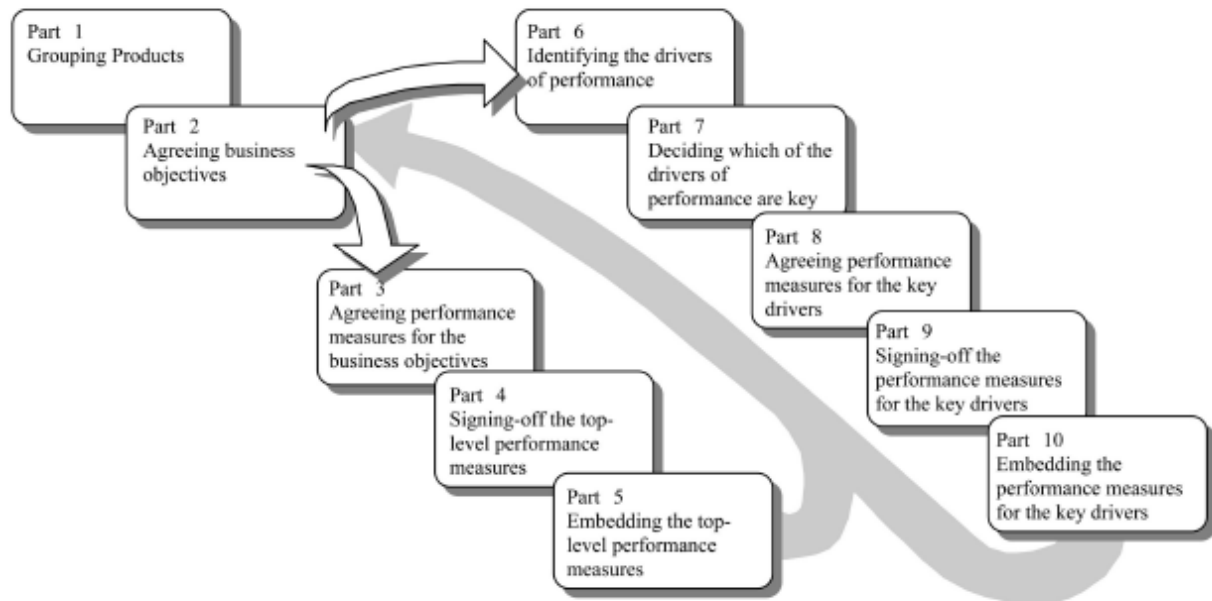 Part 1
Grouping Products
Part 2
Agreeing business
objectives
Part 3
Agreeing performance
measures for the
business objectives
Part 4
Signing-off the top-
level performance
measures
Part 5
Embedding the top-
level performance
measures
Part 6
Identifying the drivers
of performance
Part 7
Deciding which of the
drivers of
performance are key
Part 8
Agreeing performance
measures for the key
drivers
Part 9
Signing-off the
performance measures
for the key drivers
Part 10
Embedding the
performance measures
for the key drivers